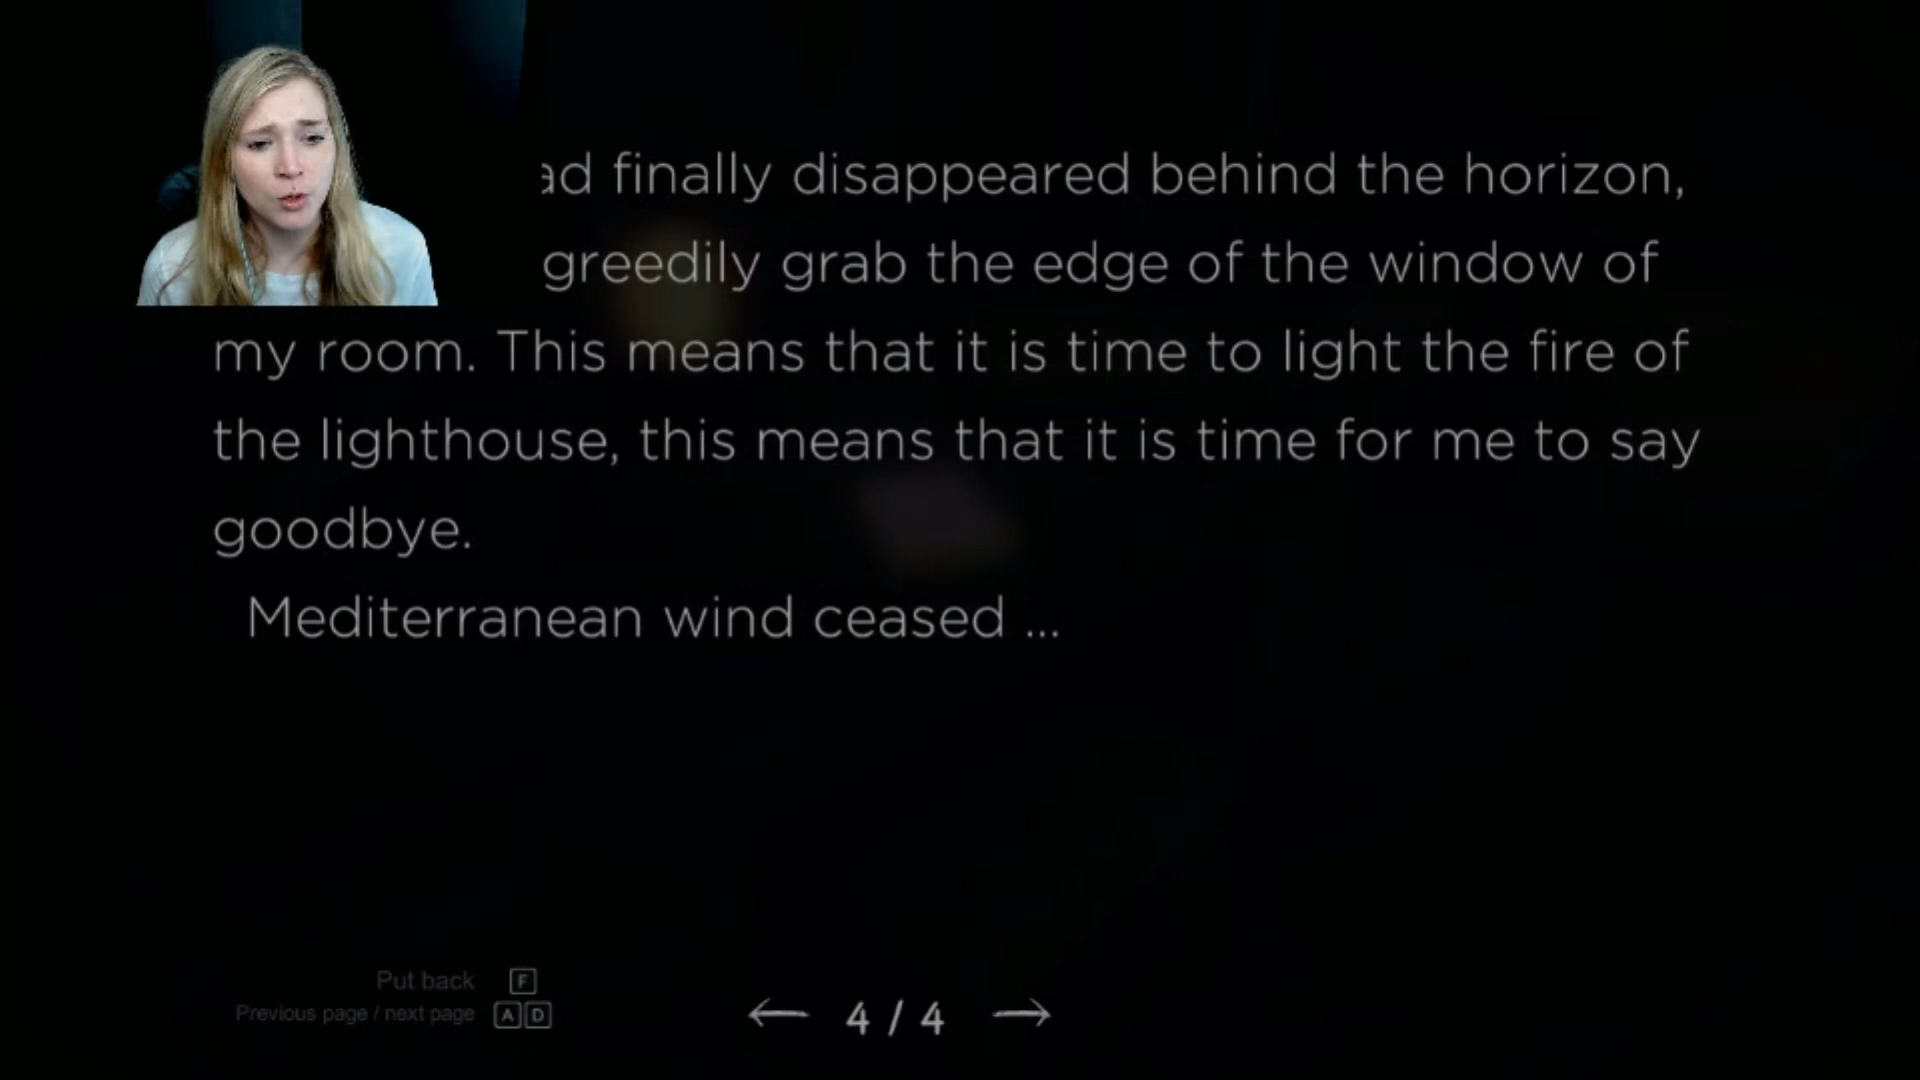 finally disappeared behind the horizon,
greedily grab the edge of the window of
my room. This means that it is time to light the fire of
the lighthouse, this means that it is time for me to say
goodbye.
Mediterranean wind ceased ...
Put back F
Previous page / next page A D
← 4 / 4 →